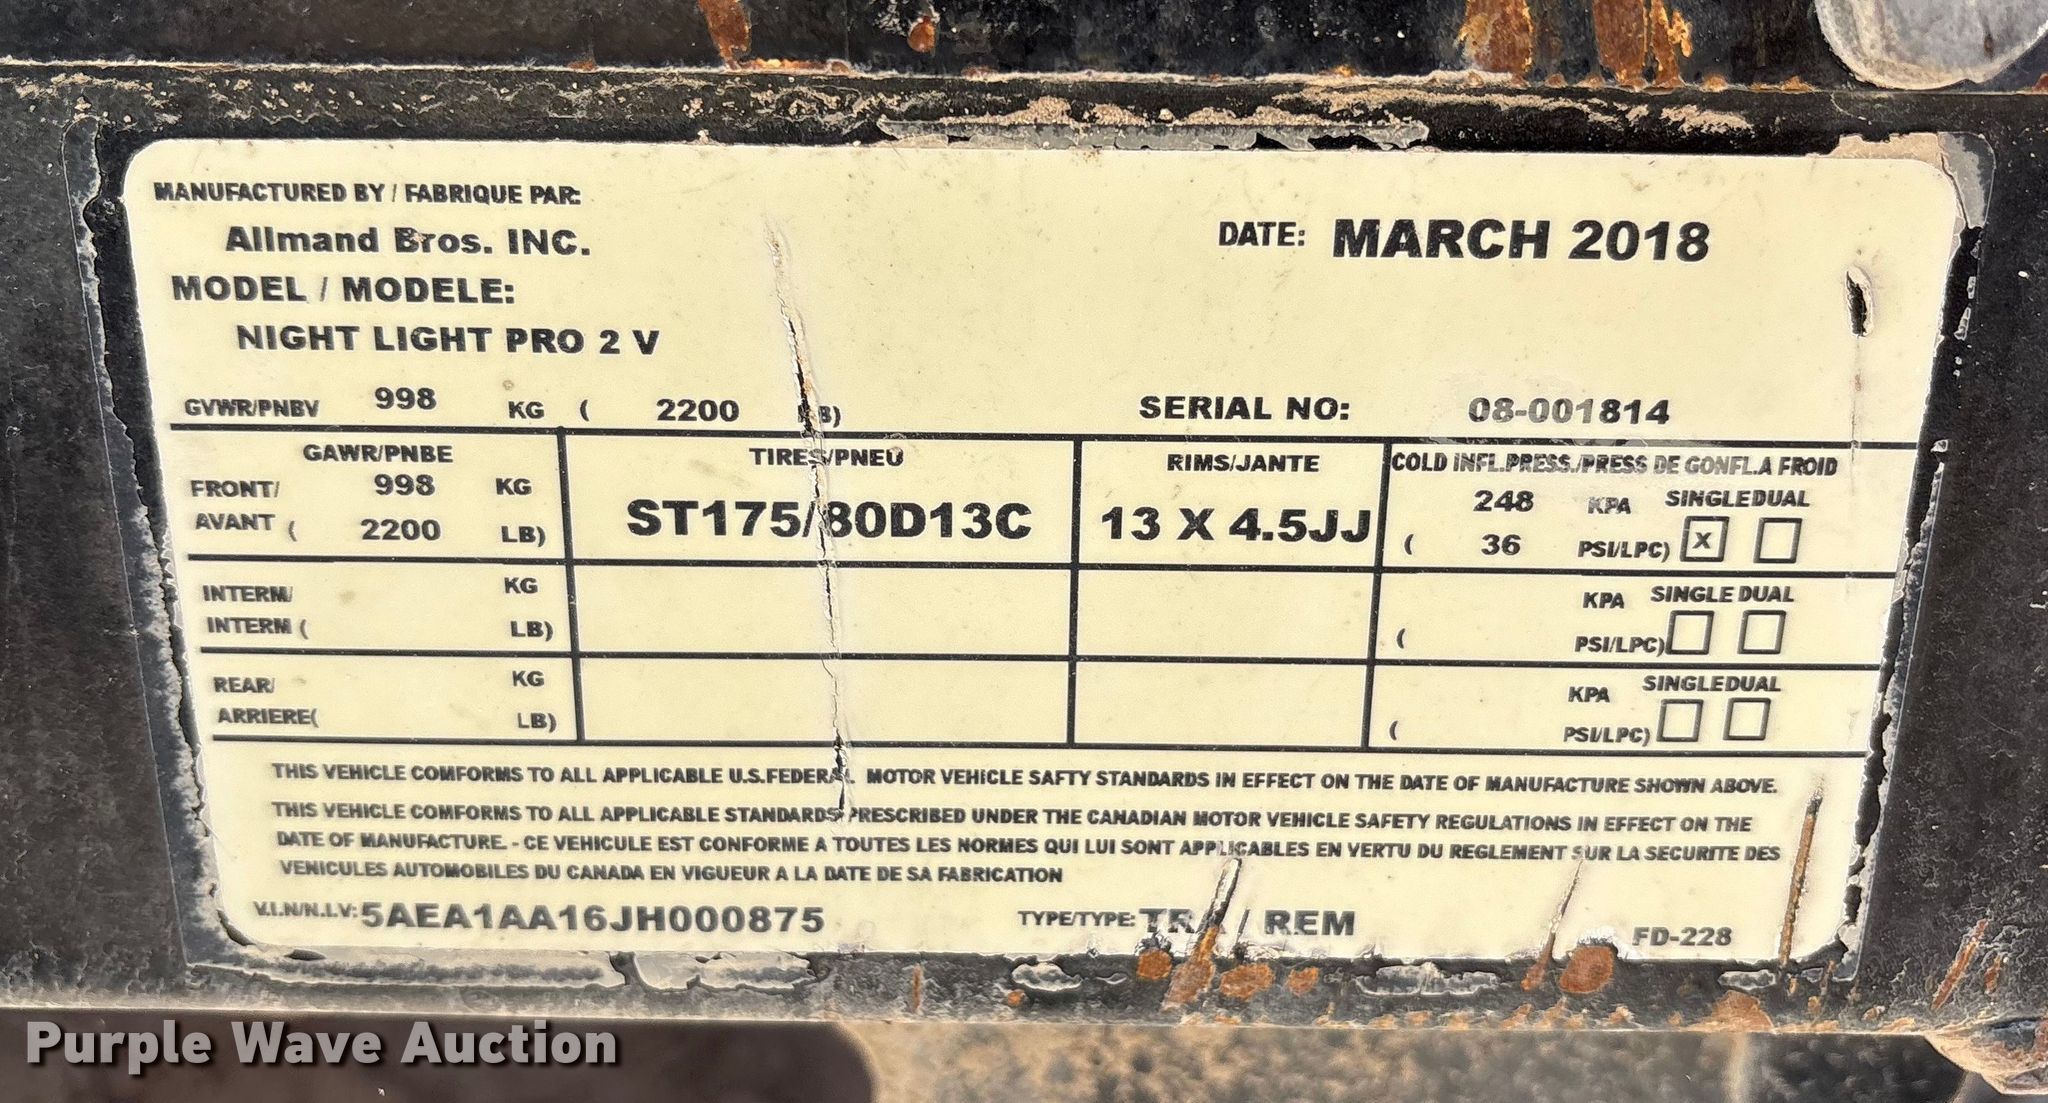 MANUFACTURED BY / FABRIQUE PAR:
Allmand Bros. INC.
DATE: MARCH 2018
MODEL / MODELE:
NIGHT LIGHT PRO 2 V
GVWR/PNBV 998 KG ( 2200 LB) SERIAL NO: 08-001814
GAWR/PNBE TIRES/PNEU RIMS/JANTE COLD INFL.PRESS./PRESS DE GONFL.A FROID
FRONT/ 998 KG ST175/80D13C 13 X 4.5JJ 248 KPA SINGLE DUAL
AVANT ( 2200 LB) ( 36 PSI/LPC) X
INTERM/ KG KPA SINGLE DUAL
INTERM ( LB) ( PSI/LPC)
REAR/ KG KPA SINGLE DUAL
ARRIERE( LB) ( PSI/LPC)
THIS VEHICLE COMFORMS TO ALL APPLICABLE U.S.FEDERAL MOTOR VEHICLE SAFTY STANDARDS IN EFFECT ON THE DATE OF MANUFACTURE SHOWN ABOVE.
THIS VEHICLE COMFORMS TO ALL APPLICABLE STANDARDS PRESCRIBED UNDER THE CANADIAN MOTOR VEHICLE SAFETY REGULATIONS IN EFFECT ON THE
DATE OF MANUFACTURE. - CE VEHICULE EST CONFORME A TOUTES LES NORMES QUI LUI SONT APPLICABLES EN VERTU DU REGLEMENT SUR LA SECURITE DES
VENICULES AUTOMOBILES DU CANADA EN VIGUEUR A LA DATE DE SA FABRICATION
V.I.N/N.I.V: 5AEA1AA16JH000875 TYPE/TYPE: TRA / REM FD-228
Purple Wave Auction